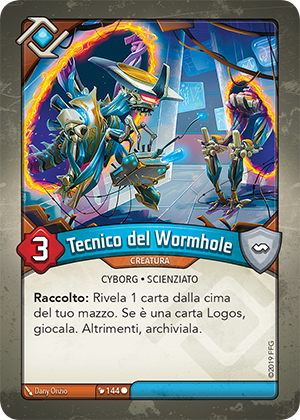 3
Tecnico del Wormhole
CREATURA
CYBORG • SCIENZIATO
Raccolto: Rivela 1 carta dalla cima
del tuo mazzo. Se è una carta Logos,
giocala. Altrimenti, archiviala.
Dany Orizio
144
©2019 FFG